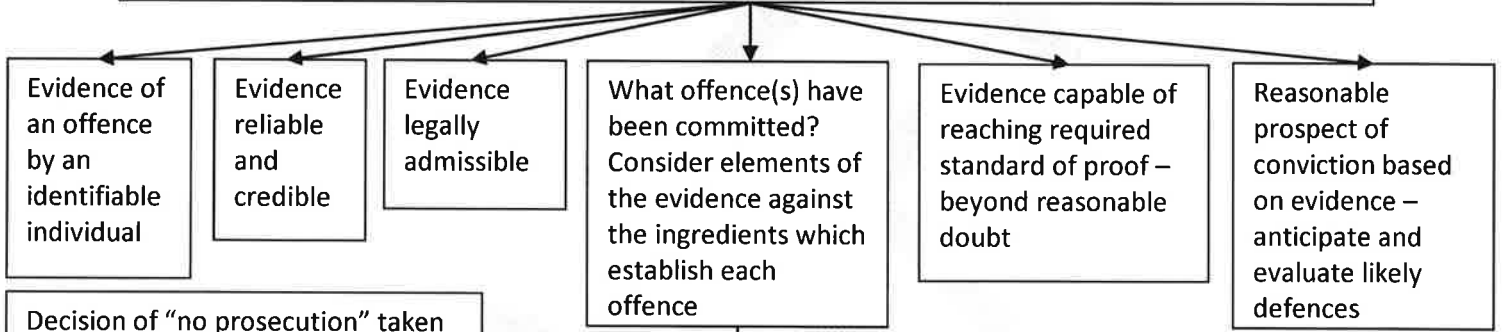 Evidence of
an offence
by an
identifiable
individual
Evidence
reliable
and
credible
Evidence
legally
admissible
What offence(s) have
been committed?
Consider elements of
the evidence against
the ingredients which
establish each
offence
Evidence capable of
reaching required
standard of proof –
beyond reasonable
doubt
Reasonable
prospect of
conviction based
on evidence –
anticipate and
evaluate likely
defences
Decision of “no prosecution” taken